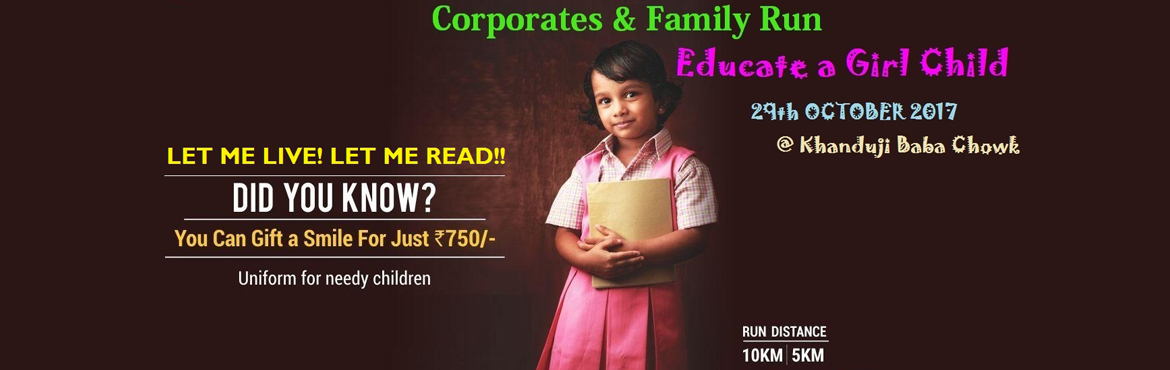 Corporates & Family Run
Educate a Girl Child
29th OCTOBER 2017
@ Khanduji Baba Chowk
LET ME LIVE! LET ME READ!!
DID YOU KNOW?
You Can Gift a Smile For Just ₹750/-
Uniform for needy children
RUN DISTANCE
10KM | 5KM